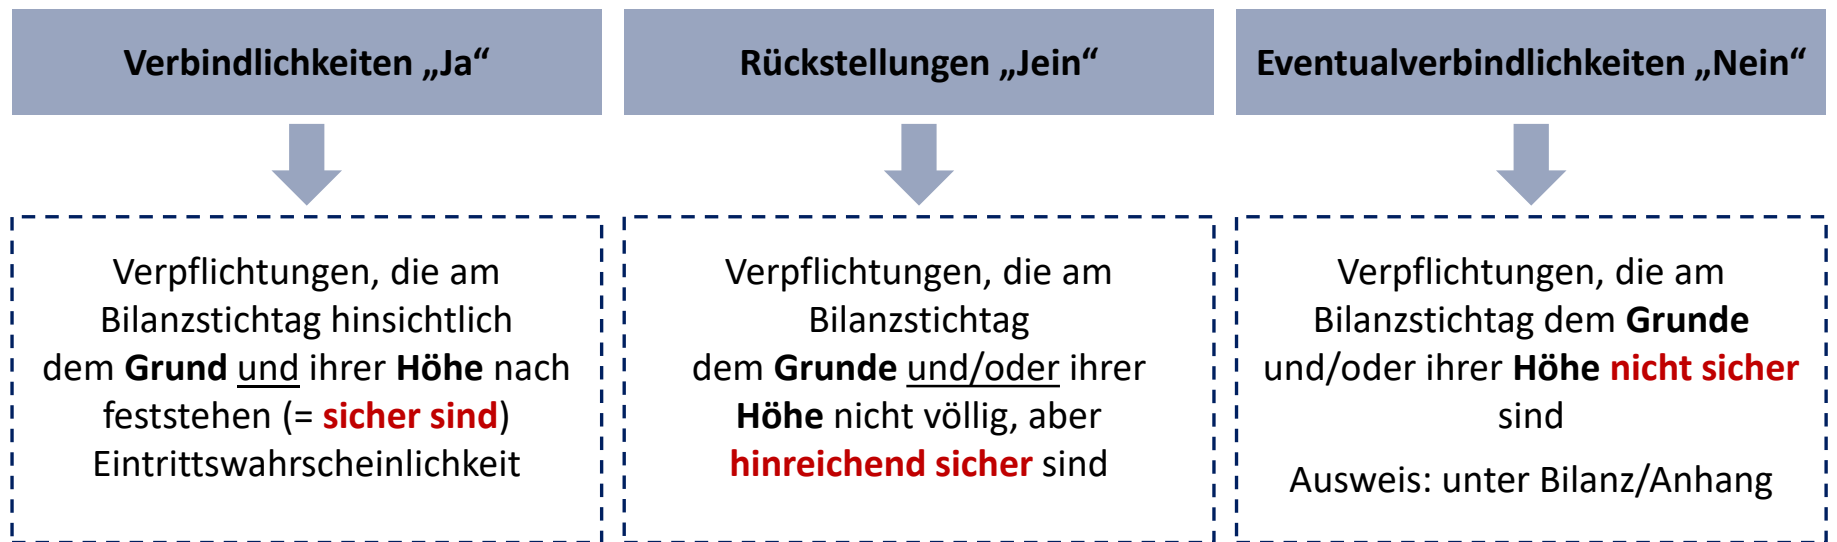 Verbindlichkeiten „Ja“
Verpflichtungen, die am
Bilanzstichtag hinsichtlich
dem Grund und ihrer Höhe nach
feststehen (= sicher sind)
Eintrittswahrscheinlichkeit
Rückstellungen „Jein“
Verpflichtungen, die am
Bilanzstichtag
dem Grunde und/oder ihrer
Höhe nicht völlig, aber
hinreichend sicher sind
Eventualverbindlichkeiten „Nein“
Verpflichtungen, die am
Bilanzstichtag dem Grunde
und/oder ihrer Höhe nicht sicher
sind
Ausweis: unter Bilanz/Anhang